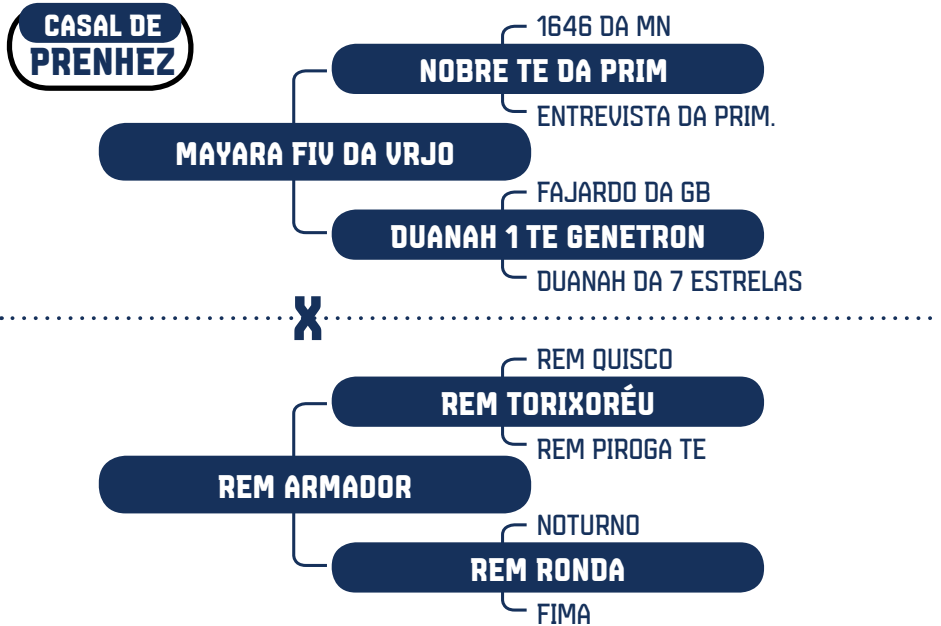 CASAL DE
PRENHEZ
1646 DA MN
NOBRE TE DA PRIM
ENTREVISTA DA PRIM.
MAYARA FIV DA VRJO
FAJARDO DA GB
DUANAH 1 TE GENETRON
DUANAH DA 7 ESTRELAS
X
REM QUISCO
REM TORIXORÉU
REM PIROGA TE
REM ARMADOR
NOTURNO
REM RONDA
FIMA